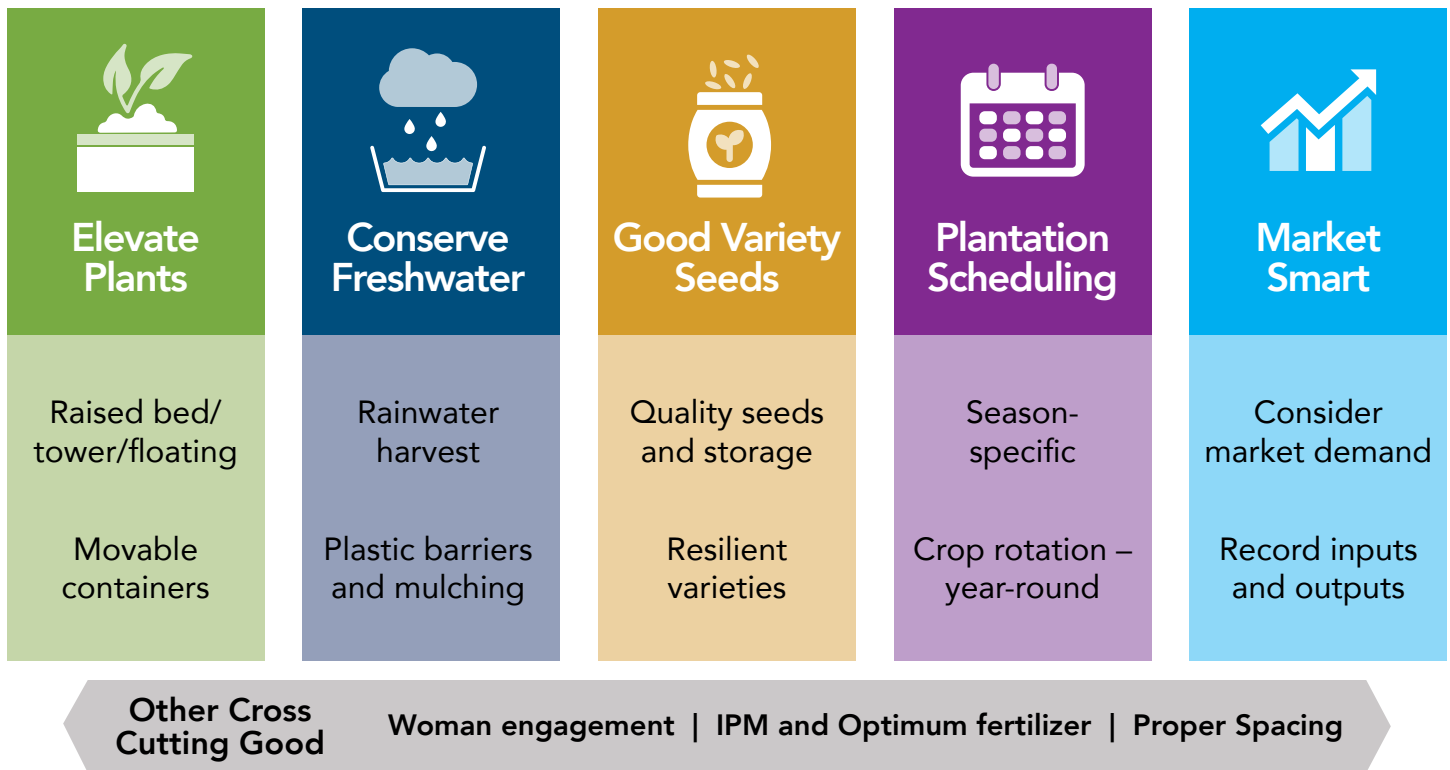 Elevate
Plants
Raised bed/
tower/floating
Movable
containers
Conserve
Freshwater
Rainwater
harvest
Plastic barriers
and mulching
Good Variety
Seeds
Quality seeds
and storage
Resilient
varieties
Plantation
Scheduling
Season-
specific
Crop rotation –
year-round
Market
Smart
Consider
market demand
Record inputs
and outputs
Other Cross
Cutting Good
Woman engagement | IPM and Optimum fertilizer | Proper Spacing